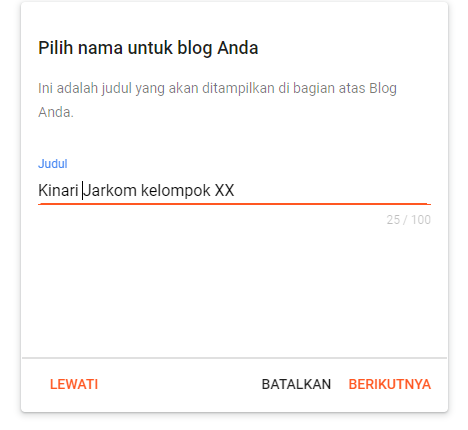 Pilih nama untuk blog Anda
Ini adalah judul yang akan ditampilkan di bagian atas Blog
Anda.
Judul
Kinari Jarkom kelompok XX
25 / 100
LEWATI
BATALKAN
BERIKUTNYA